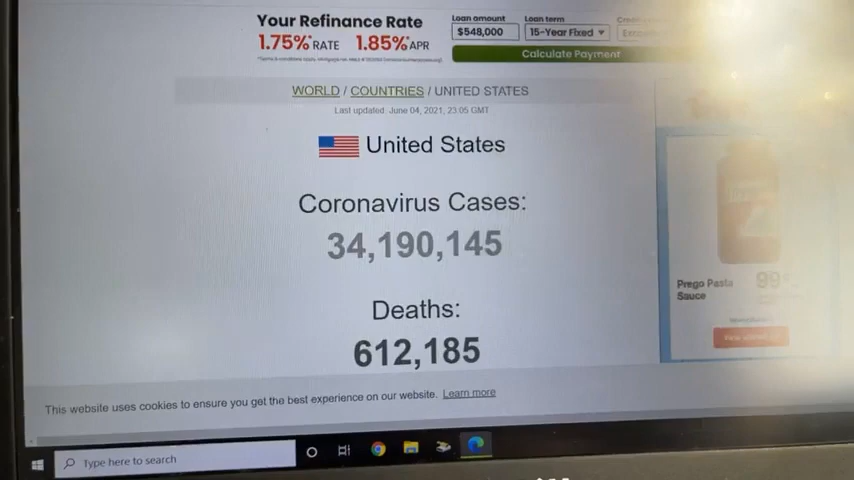 Your Refinance Rate
1.75%* RATE 1.85%* APR
Loan amount
$548,000
Loan term
15-Year Fixed
Calculate Payment
WORLD / COUNTRIES / UNITED STATES
Last updated: June 04, 2021, 23:05 GMT
United States
Coronavirus Cases:
34,190,145
Deaths:
612,185
Prego Pasta
Sauce
99¢
This website uses cookies to ensure you get the best experience on our website. Learn more
Type here to search